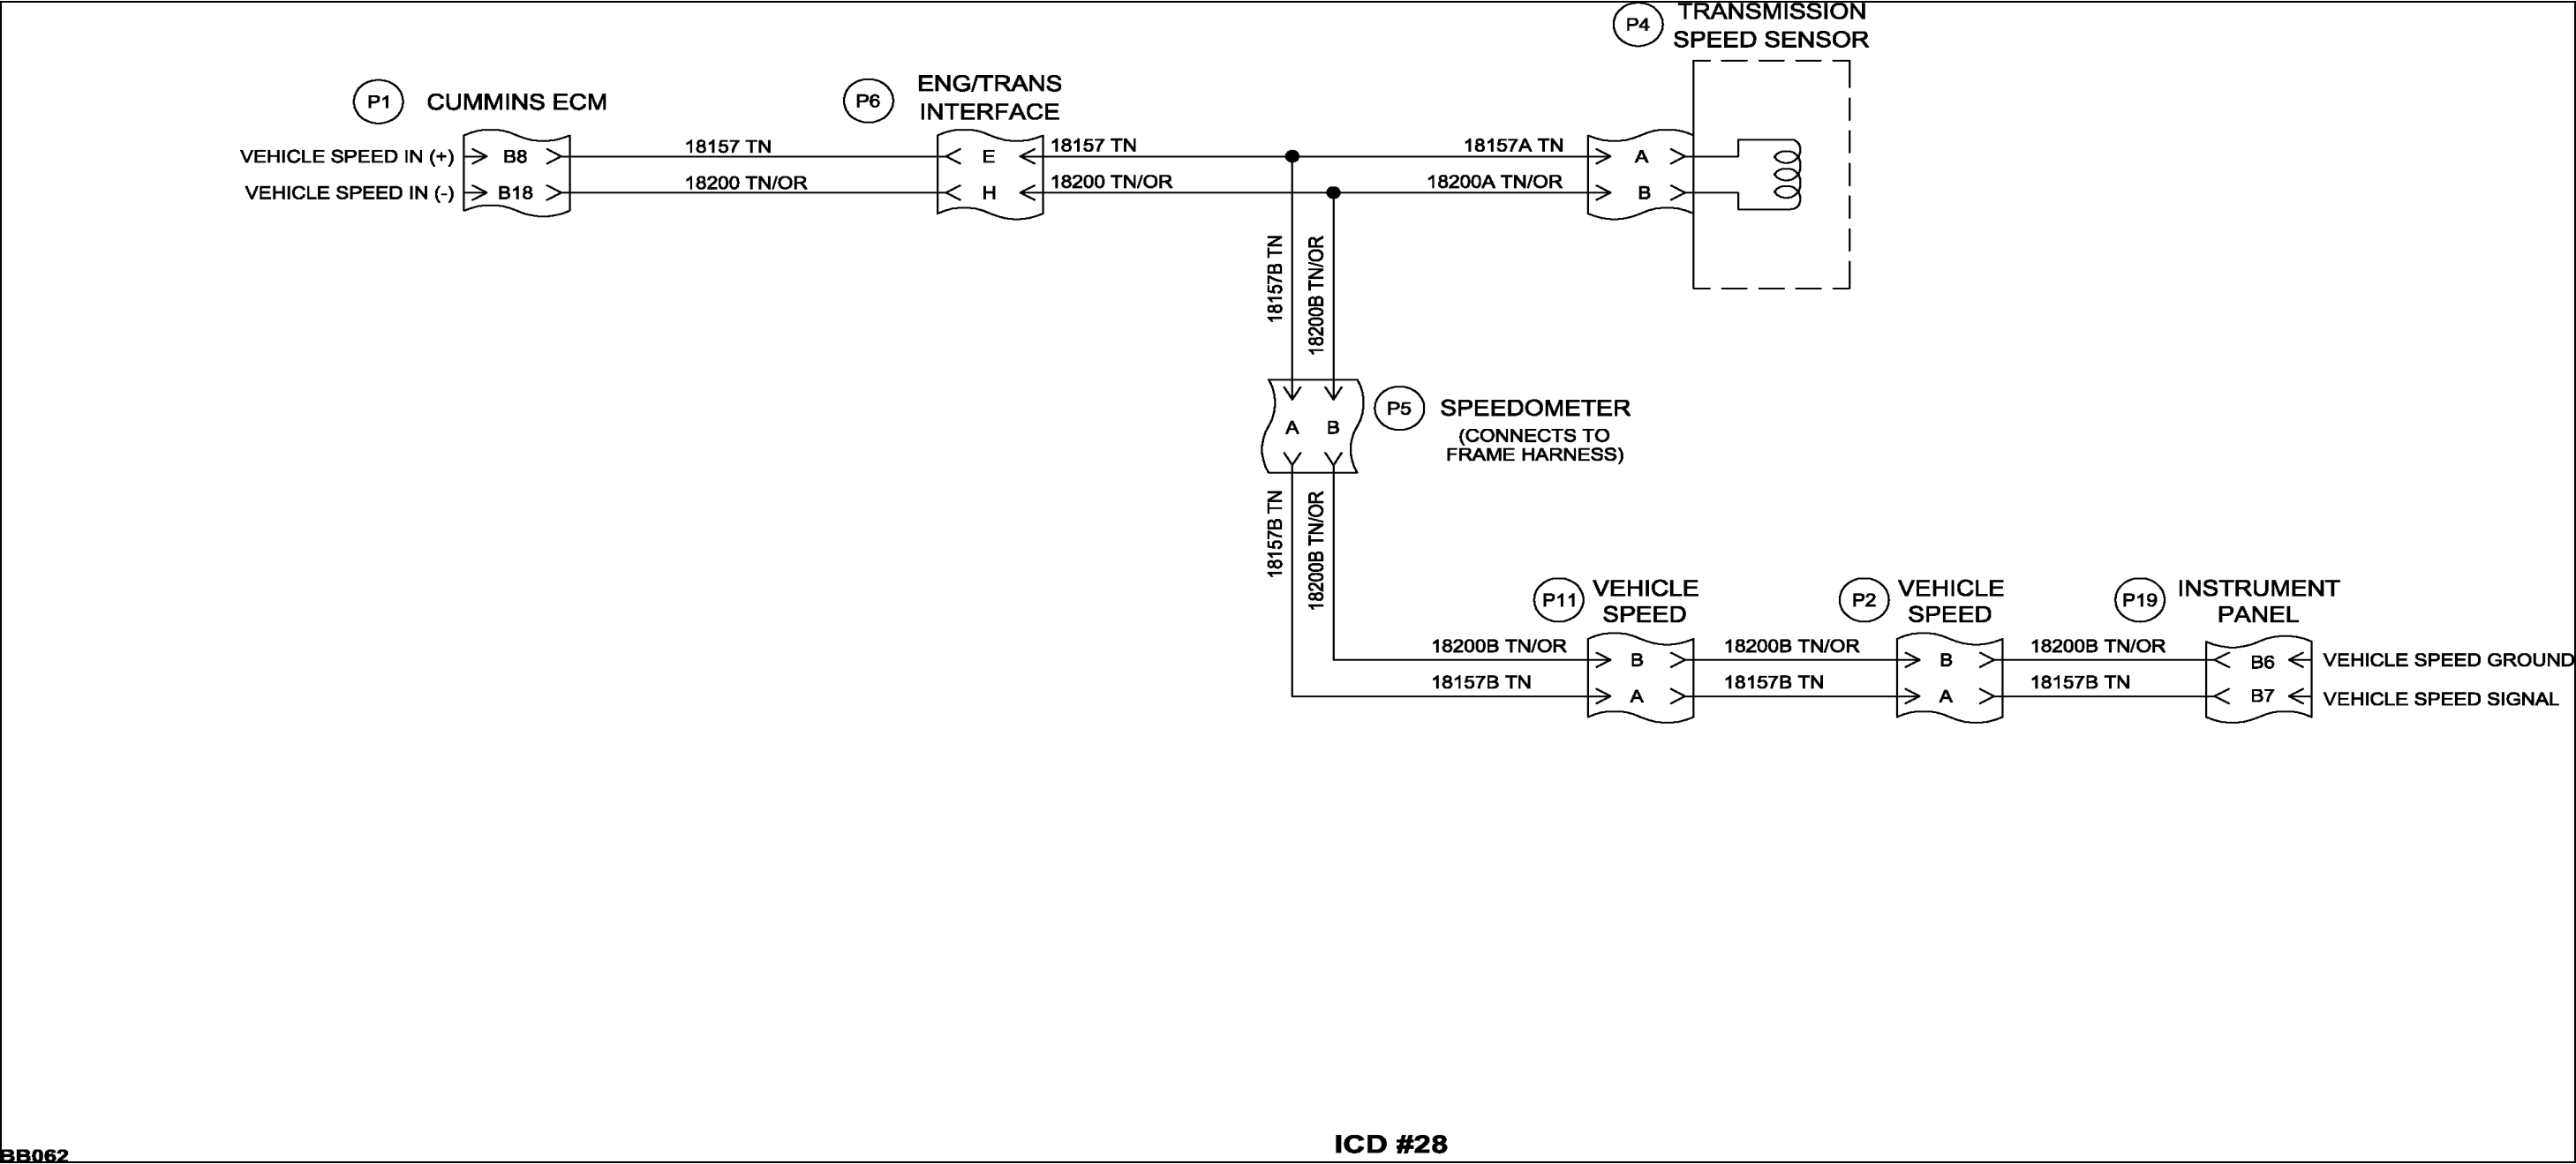 P4 TRANSMISSION
SPEED SENSOR
P1 CUMMINS ECM
P6 ENG/TRANS
INTERFACE
VEHICLE SPEED IN (+) B8 18157 TN E 18157 TN 18157A TN A
VEHICLE SPEED IN (-) B18 18200 TN/OR H 18200 TN/OR 18200A TN/OR B
18157B TN
18200B TN/OR
A B
P5 SPEEDOMETER
(CONNECTS TO
FRAME HARNESS)
18157B TN
18200B TN/OR
P11 VEHICLE
SPEED
P2 VEHICLE
SPEED
P19 INSTRUMENT
PANEL
18200B TN/OR B 18200B TN/OR B 18200B TN/OR B6 VEHICLE SPEED GROUND
18157B TN A 18157B TN A 18157B TN B7 VEHICLE SPEED SIGNAL
ICD #28
BB062